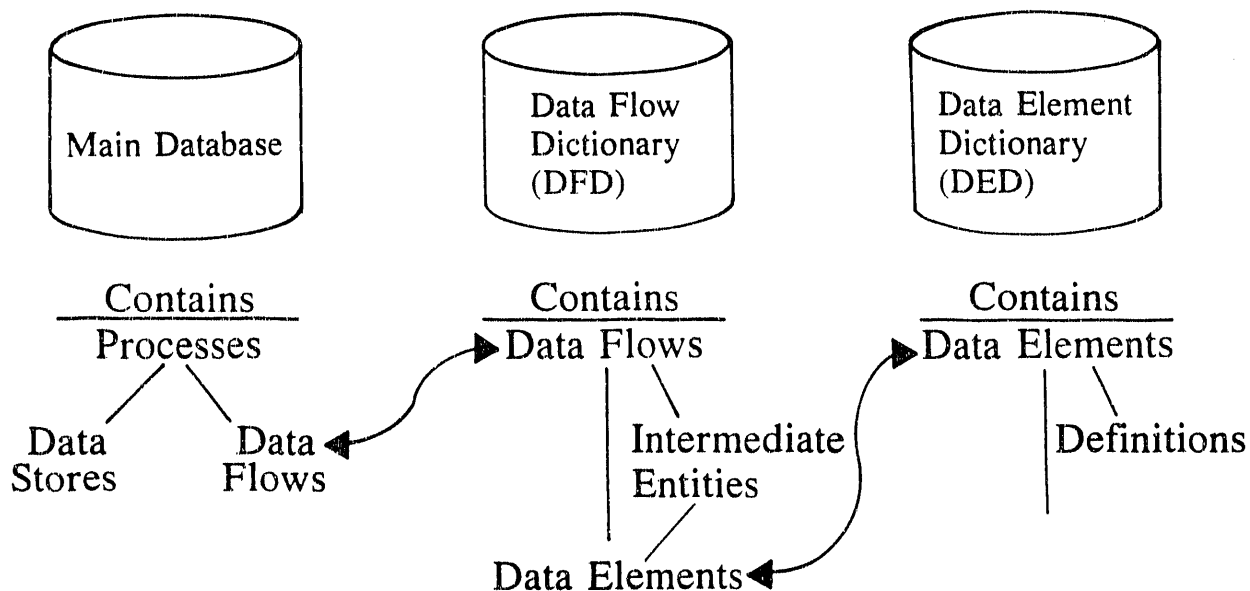 Main Database
Data Flow
Dictionary
(DFD)
Data Element
Dictionary
(DED)
Contains
Processes
Data
Stores
Data
Flows
Contains
Data Flows
Intermediate
Entities
Data Elements
Contains
Data Elements
Definitions